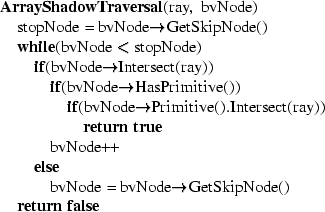 ArrayShadowTraversal(ray, bvNode)
stopNode = bvNode→GetSkipNode()
while(bvNode < stopNode)
if(bvNode→Intersect(ray))
if(bvNode→HasPrimitive())
if(bvNode→Primitive().Intersect(ray))
return true
bvNode++
else
bvNode = bvNode→GetSkipNode()
return false